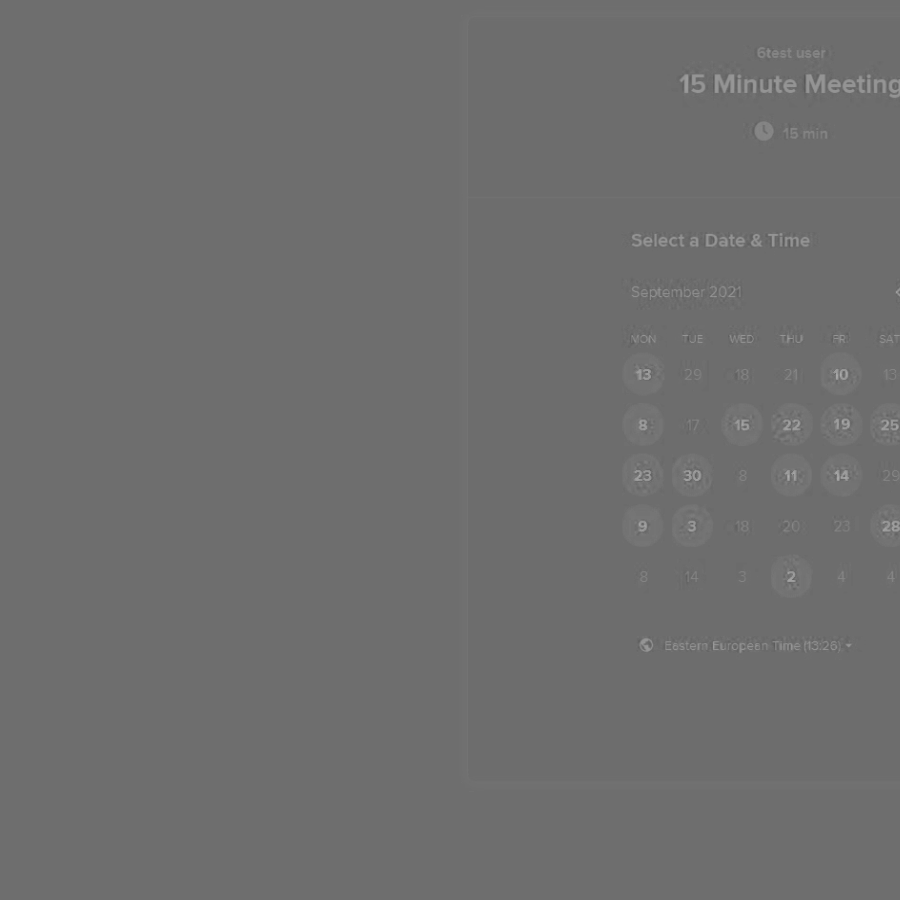 6test user
15 Minute Meeting
15 min
Select a Date & Time
September 2021
MON TUE WED THU FRI SAT
13 29 18 21 10 13
8 17 15 22 19 25
23 30 8 11 14 29
9 3 18 20 23 28
8 14 3 2 4 4
Eastern European Time (13:26)